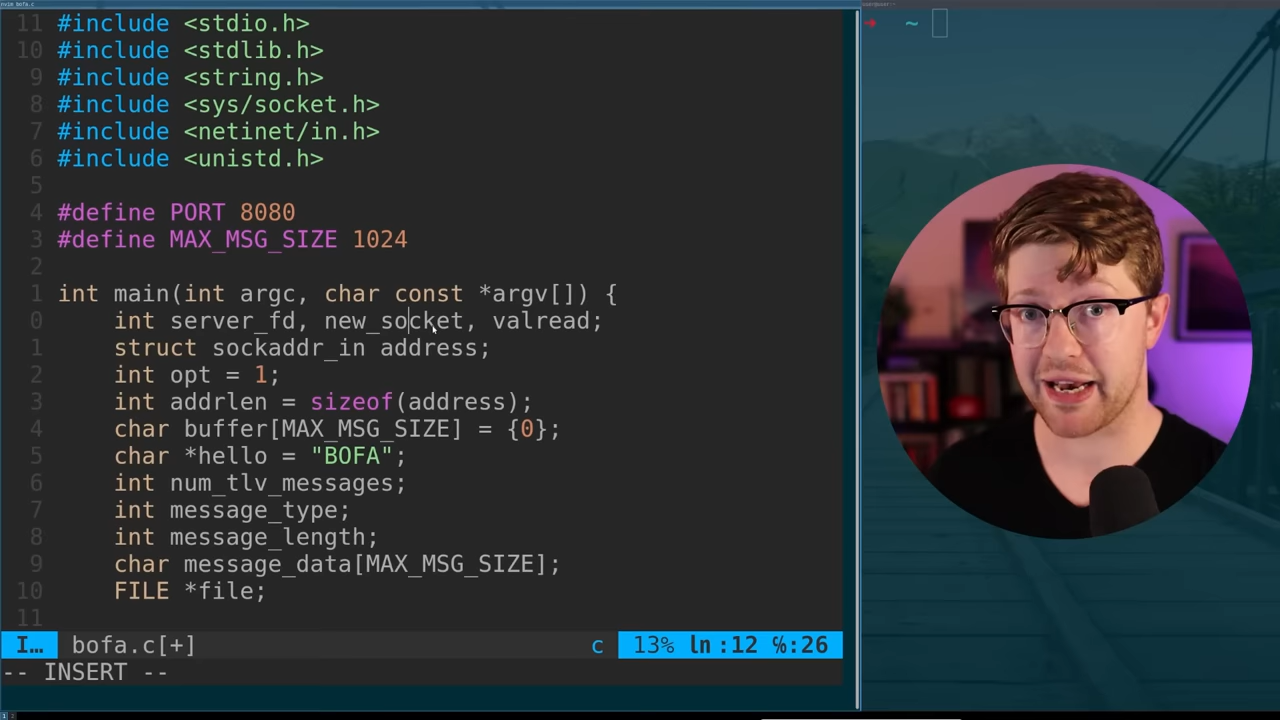 nvim bofa.c
11 #include <stdio.h>
10 #include <stdlib.h>
9 #include <string.h>
8 #include <sys/socket.h>
7 #include <netinet/in.h>
6 #include <unistd.h>
5
4 #define PORT 8080
3 #define MAX_MSG_SIZE 1024
2
1 int main(int argc, char const *argv[]) {
0     int server_fd, new_socket, valread;
1     struct sockaddr_in address;
2     int opt = 1;
3     int addrlen = sizeof(address);
4     char buffer[MAX_MSG_SIZE] = {0};
5     char *hello = "BOFA";
6     int num_tlv_messages;
7     int message_type;
8     int message_length;
9     char message_data[MAX_MSG_SIZE];
10     FILE *file;
11
I… bofa.c[+] c 13% ln :12 ℅:26
-- INSERT --
→ ~